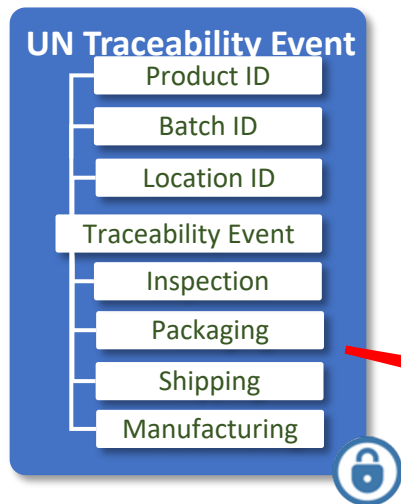 UN Traceability Event
Product ID
Batch ID
Location ID
Traceability Event
Inspection
Packaging
Shipping
Manufacturing